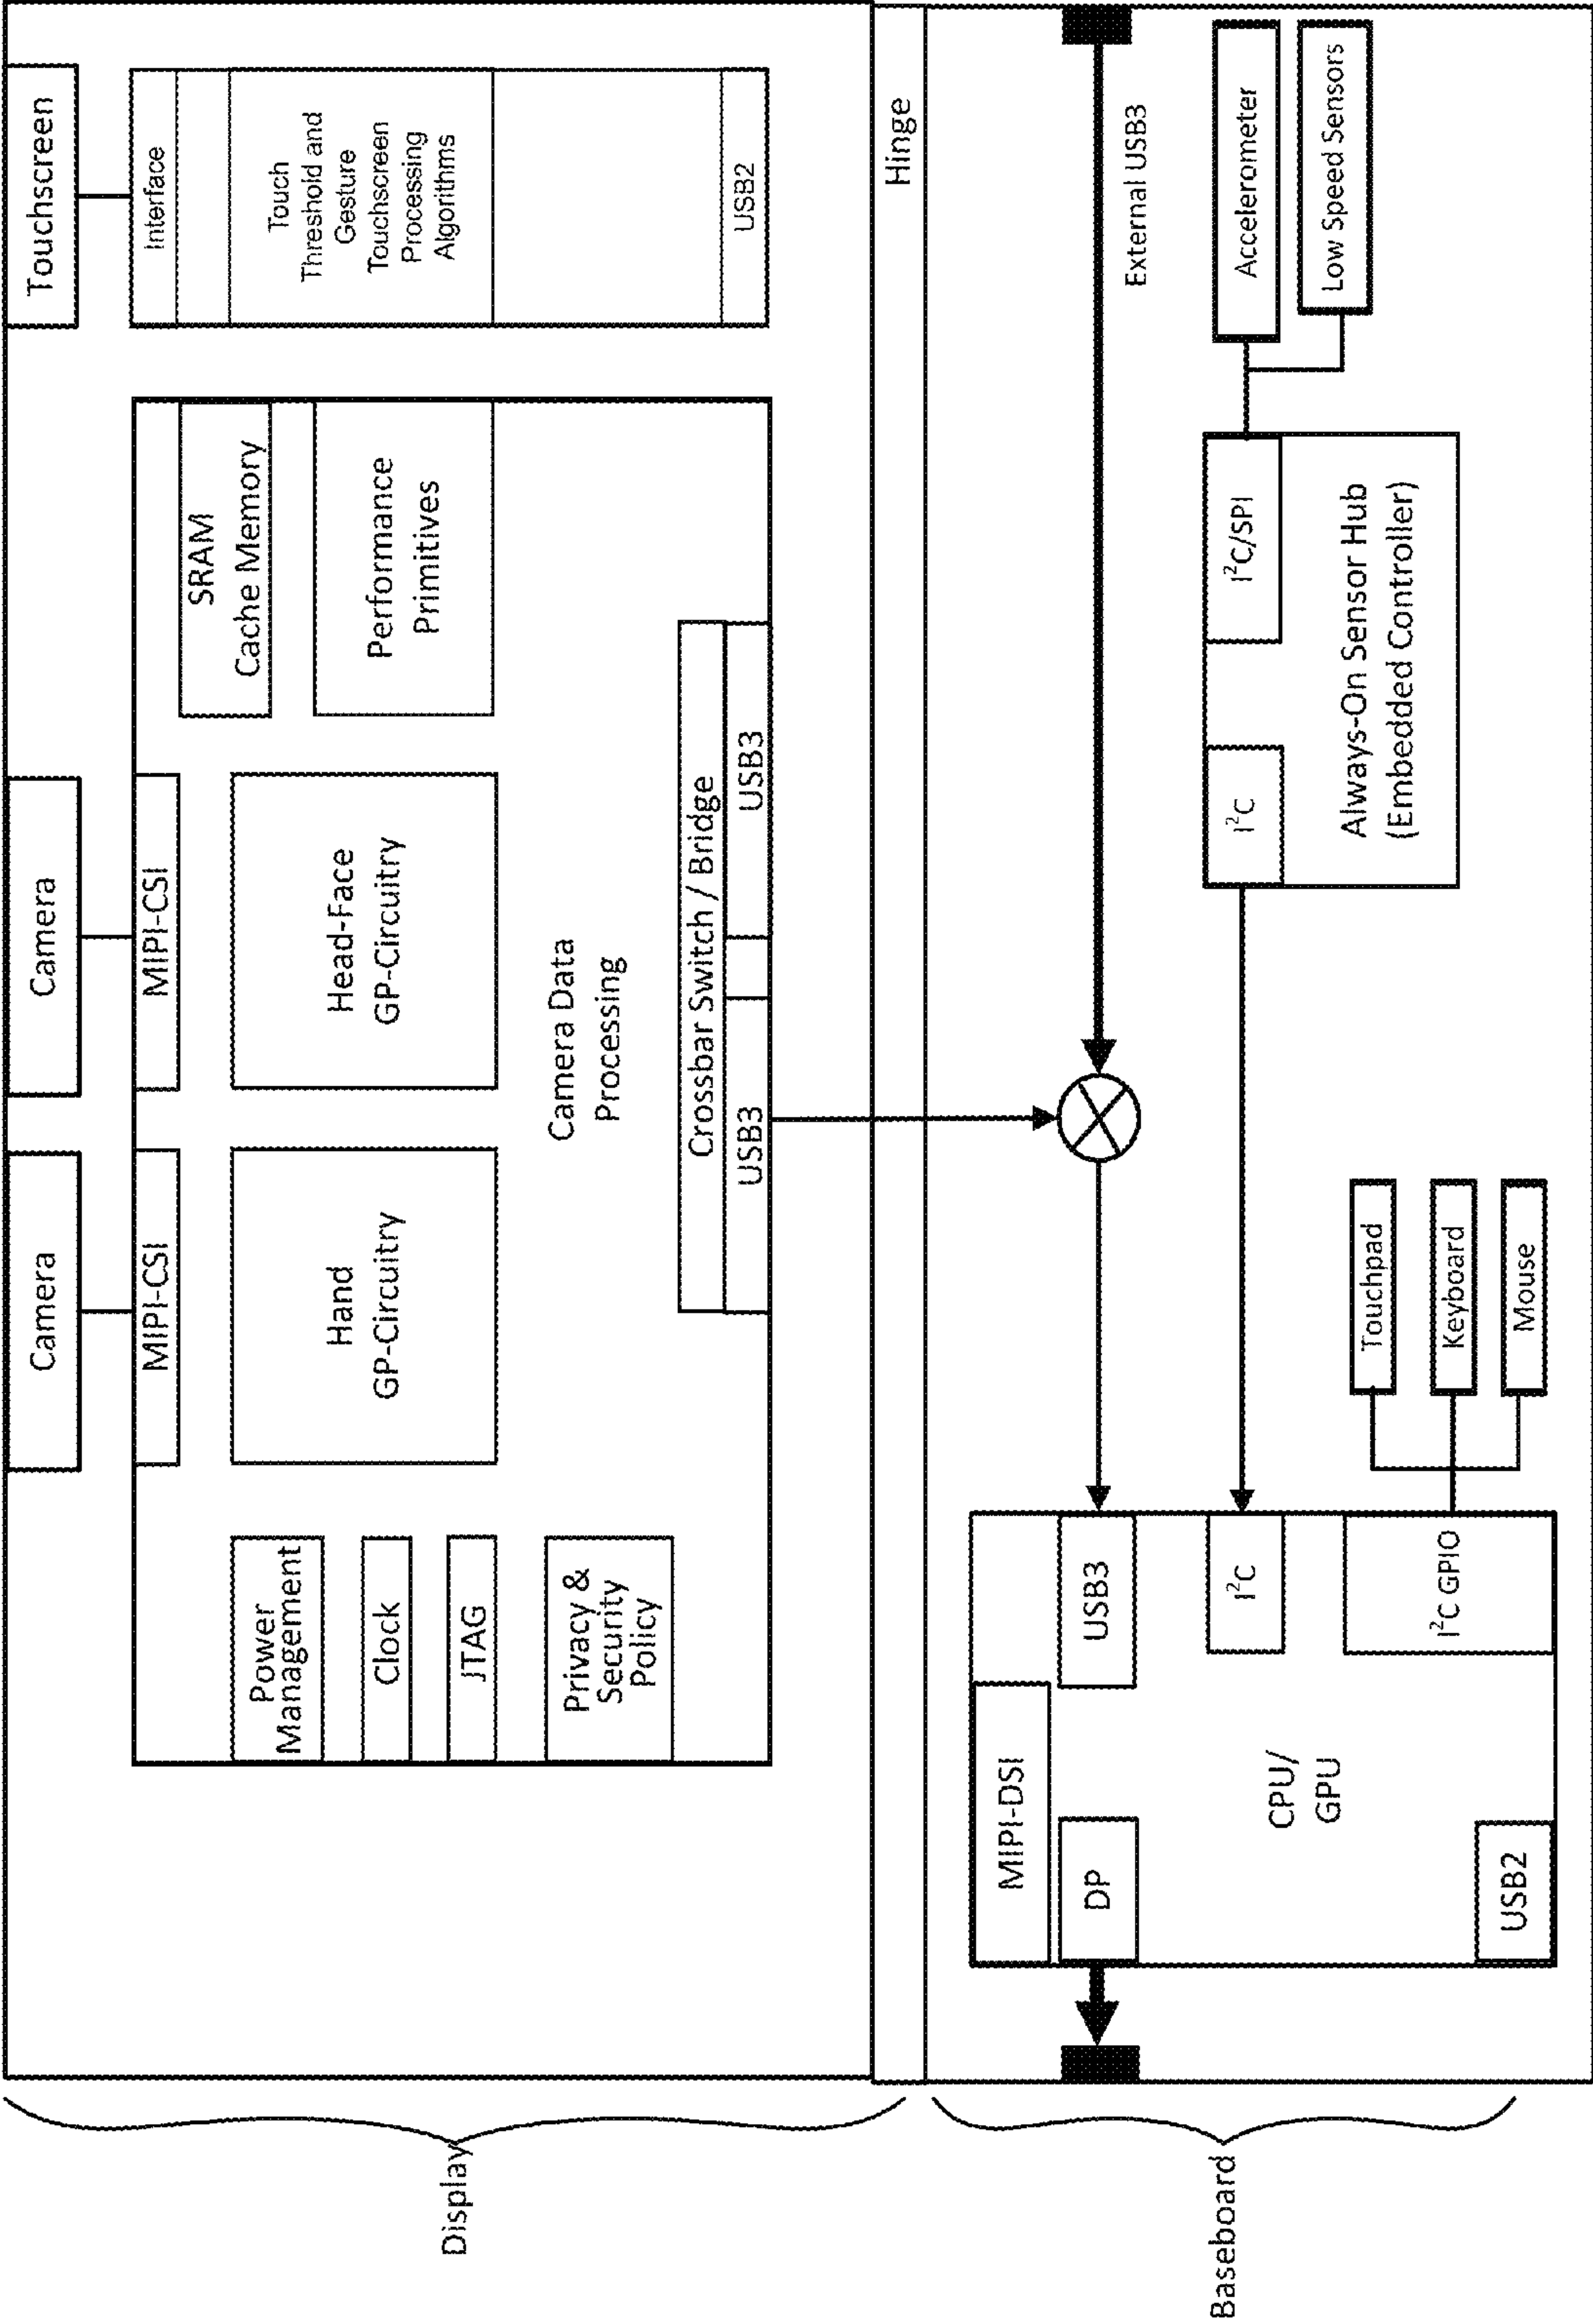 Display
Camera
Camera
Touchscreen
MIPI-CSI
MIPI-CSI
Interface
Power
Management
Clock
JTAG
Privacy &
Security
Policy
Hand
GP-Circuitry
Head-Face
GP-Circuitry
SRAM
Cache Memory
Performance
Primitives
Touch
Threshold and
Gesture
Touchscreen
Processing
Algorithms
Camera Data
Processing
Crossbar Switch / Bridge
USB3
USB3
USB2
Hinge
Baseboard
MIPI-DSI
DP
USB3
External USB3
I²C
I²C
I²C/SPI
Accelerometer
Low Speed Sensors
CPU/
GPU
Always-On Sensor Hub
(Embedded Controller)
I²C GPIO
Touchpad
Keyboard
Mouse
USB2